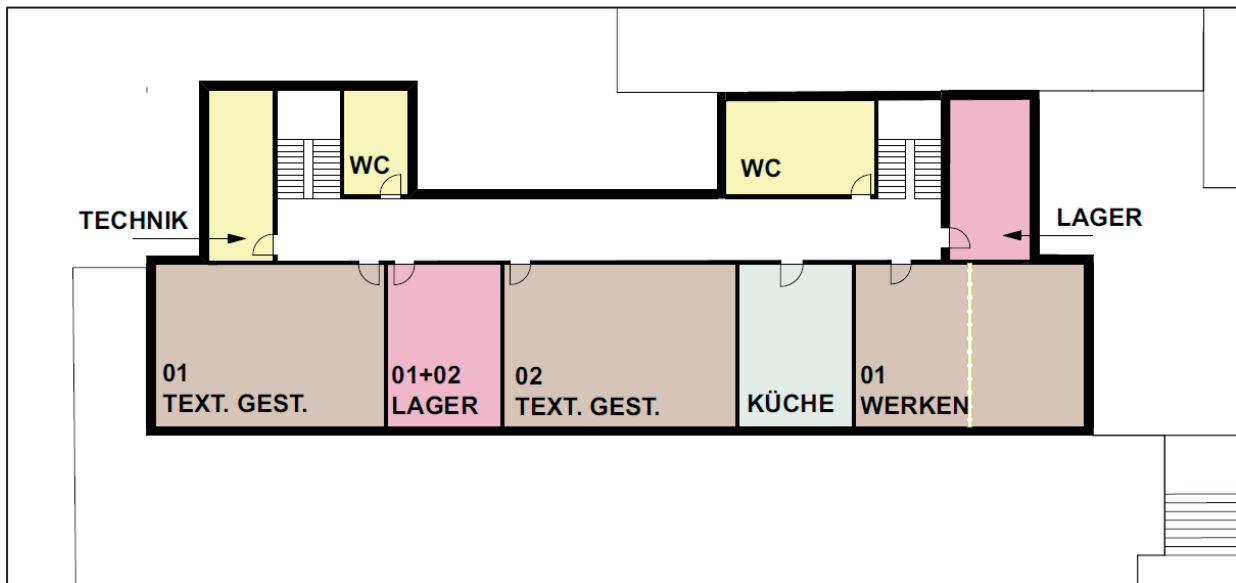 WC
WC
TECHNIK
LAGER
01
TEXT. GEST.
01+02
LAGER
02
TEXT. GEST.
KÜCHE
01
WERKEN